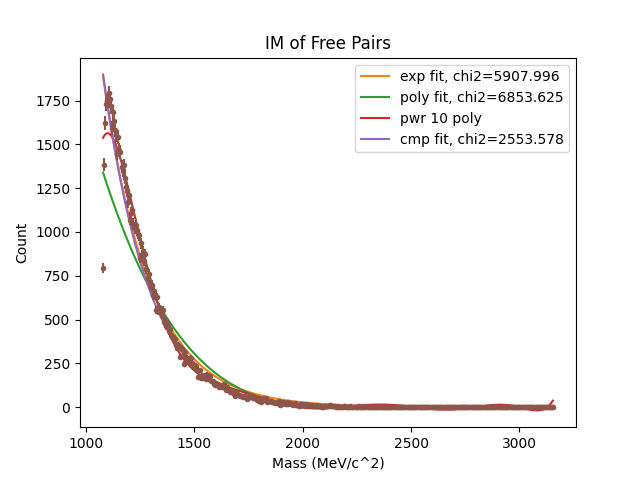 IM of Free Pairs
exp fit, chi2=5907.996
poly fit, chi2=6853.625
pwr 10 poly
cmp fit, chi2=2553.578
Count
1750
1500
1250
1000
750
500
250
0
1000 1500 2000 2500 3000
Mass (MeV/c^2)